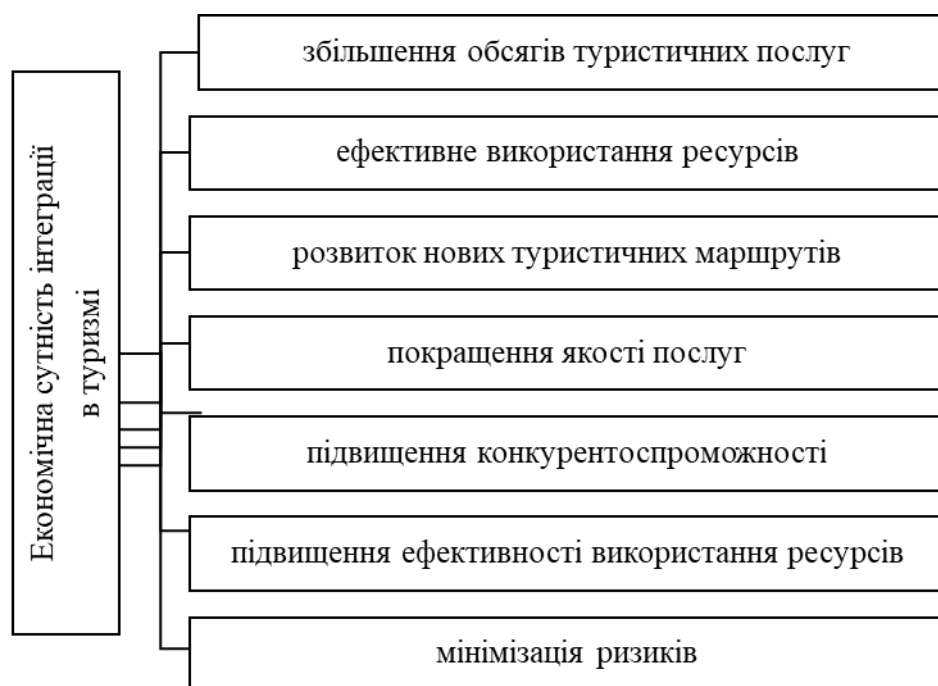 Економічна сутність інтеграції
в туризмі
збільшення обсягів туристичних послуг
ефективне використання ресурсів
розвиток нових туристичних маршрутів
покращення якості послуг
підвищення конкурентоспроможності
підвищення ефективності використання ресурсів
мінімізація ризиків